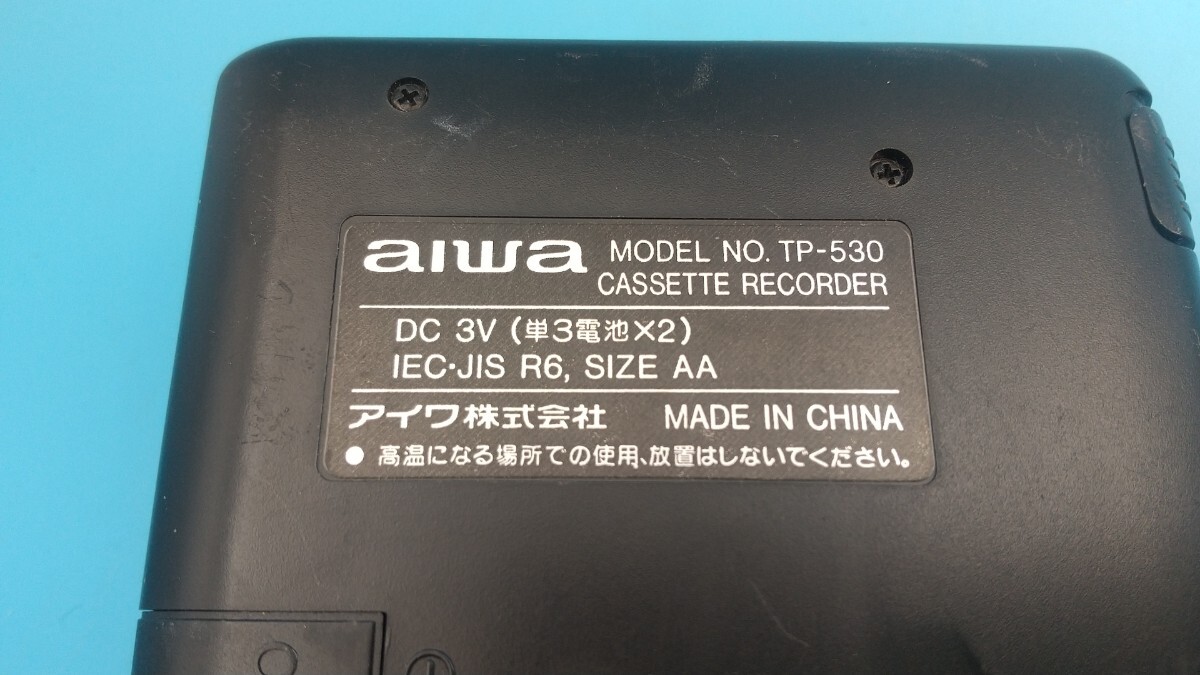 aiwa MODEL NO. TP-530
CASSETTE RECORDER
DC 3V (単3電池×2)
IEC·JIS R6, SIZE AA
アイワ株式会社 MADE IN CHINA
● 高温になる場所での使用、放置はしないでください。